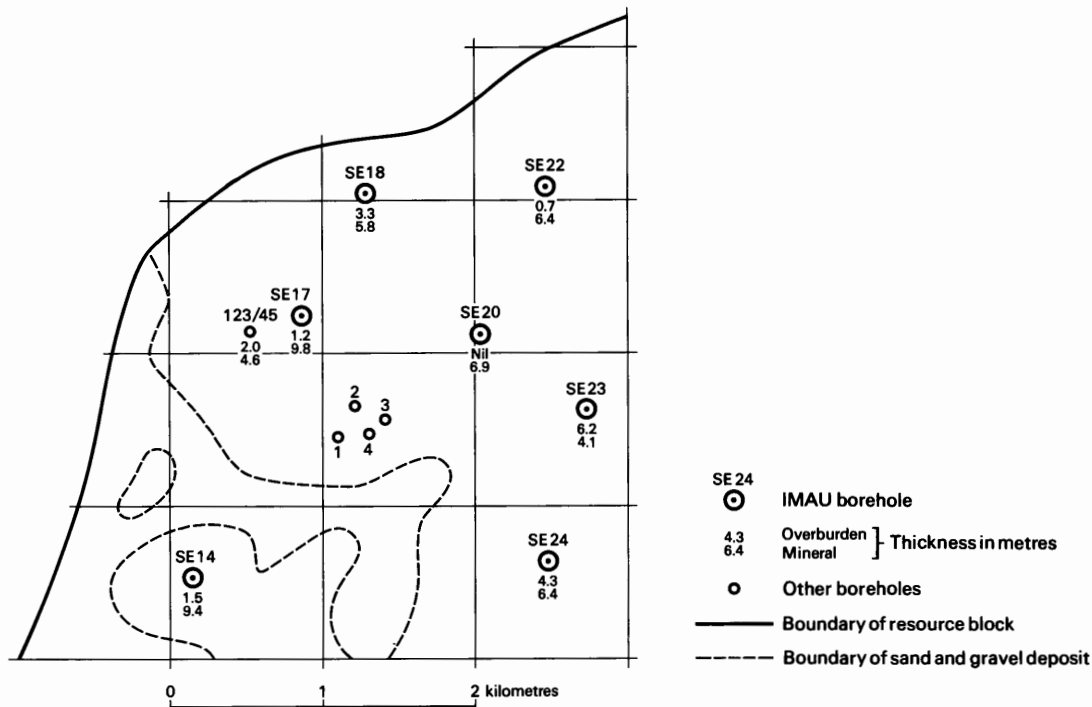 SE18
3.3
5.8
SE22
0.7
6.4
SE17
1.2
9.8
123/45
2.0
4.6
SE20
Nil
6.9
2
3
1
4
SE23
6.2
4.1
SE14
1.5
9.4
SE24
4.3
6.4
0 1 2 kilometres
SE 24
IMAU borehole
4.3 Overburden
6.4 Mineral
Thickness in metres
Other boreholes
Boundary of resource block
Boundary of sand and gravel deposit